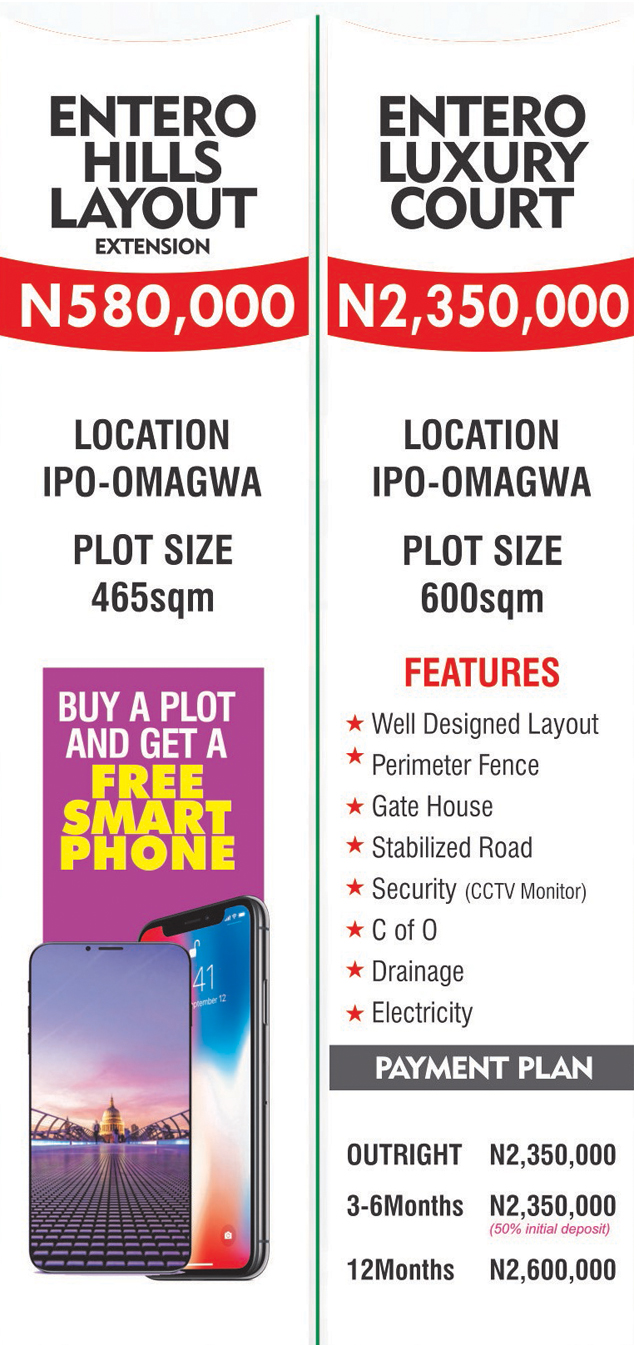 ENTERO
HILLS
LAYOUT
EXTENSION
N580,000
LOCATION
IPO-OMAGWA
PLOT SIZE
465sqm
BUY A PLOT
AND GET A
FREE
SMART
PHONE
41
ptember 12
ENTERO
LUXURY
COURT
N2,350,000
LOCATION
IPO-OMAGWA
PLOT SIZE
600sqm
FEATURES
★ Well Designed Layout
★ Perimeter Fence
★ Gate House
★ Stabilized Road
★ Security (CCTV Monitor)
★ C of O
★ Drainage
★ Electricity
PAYMENT PLAN
OUTRIGHT N2,350,000
3-6Months N2,350,000
(50% initial deposit)
12Months N2,600,000